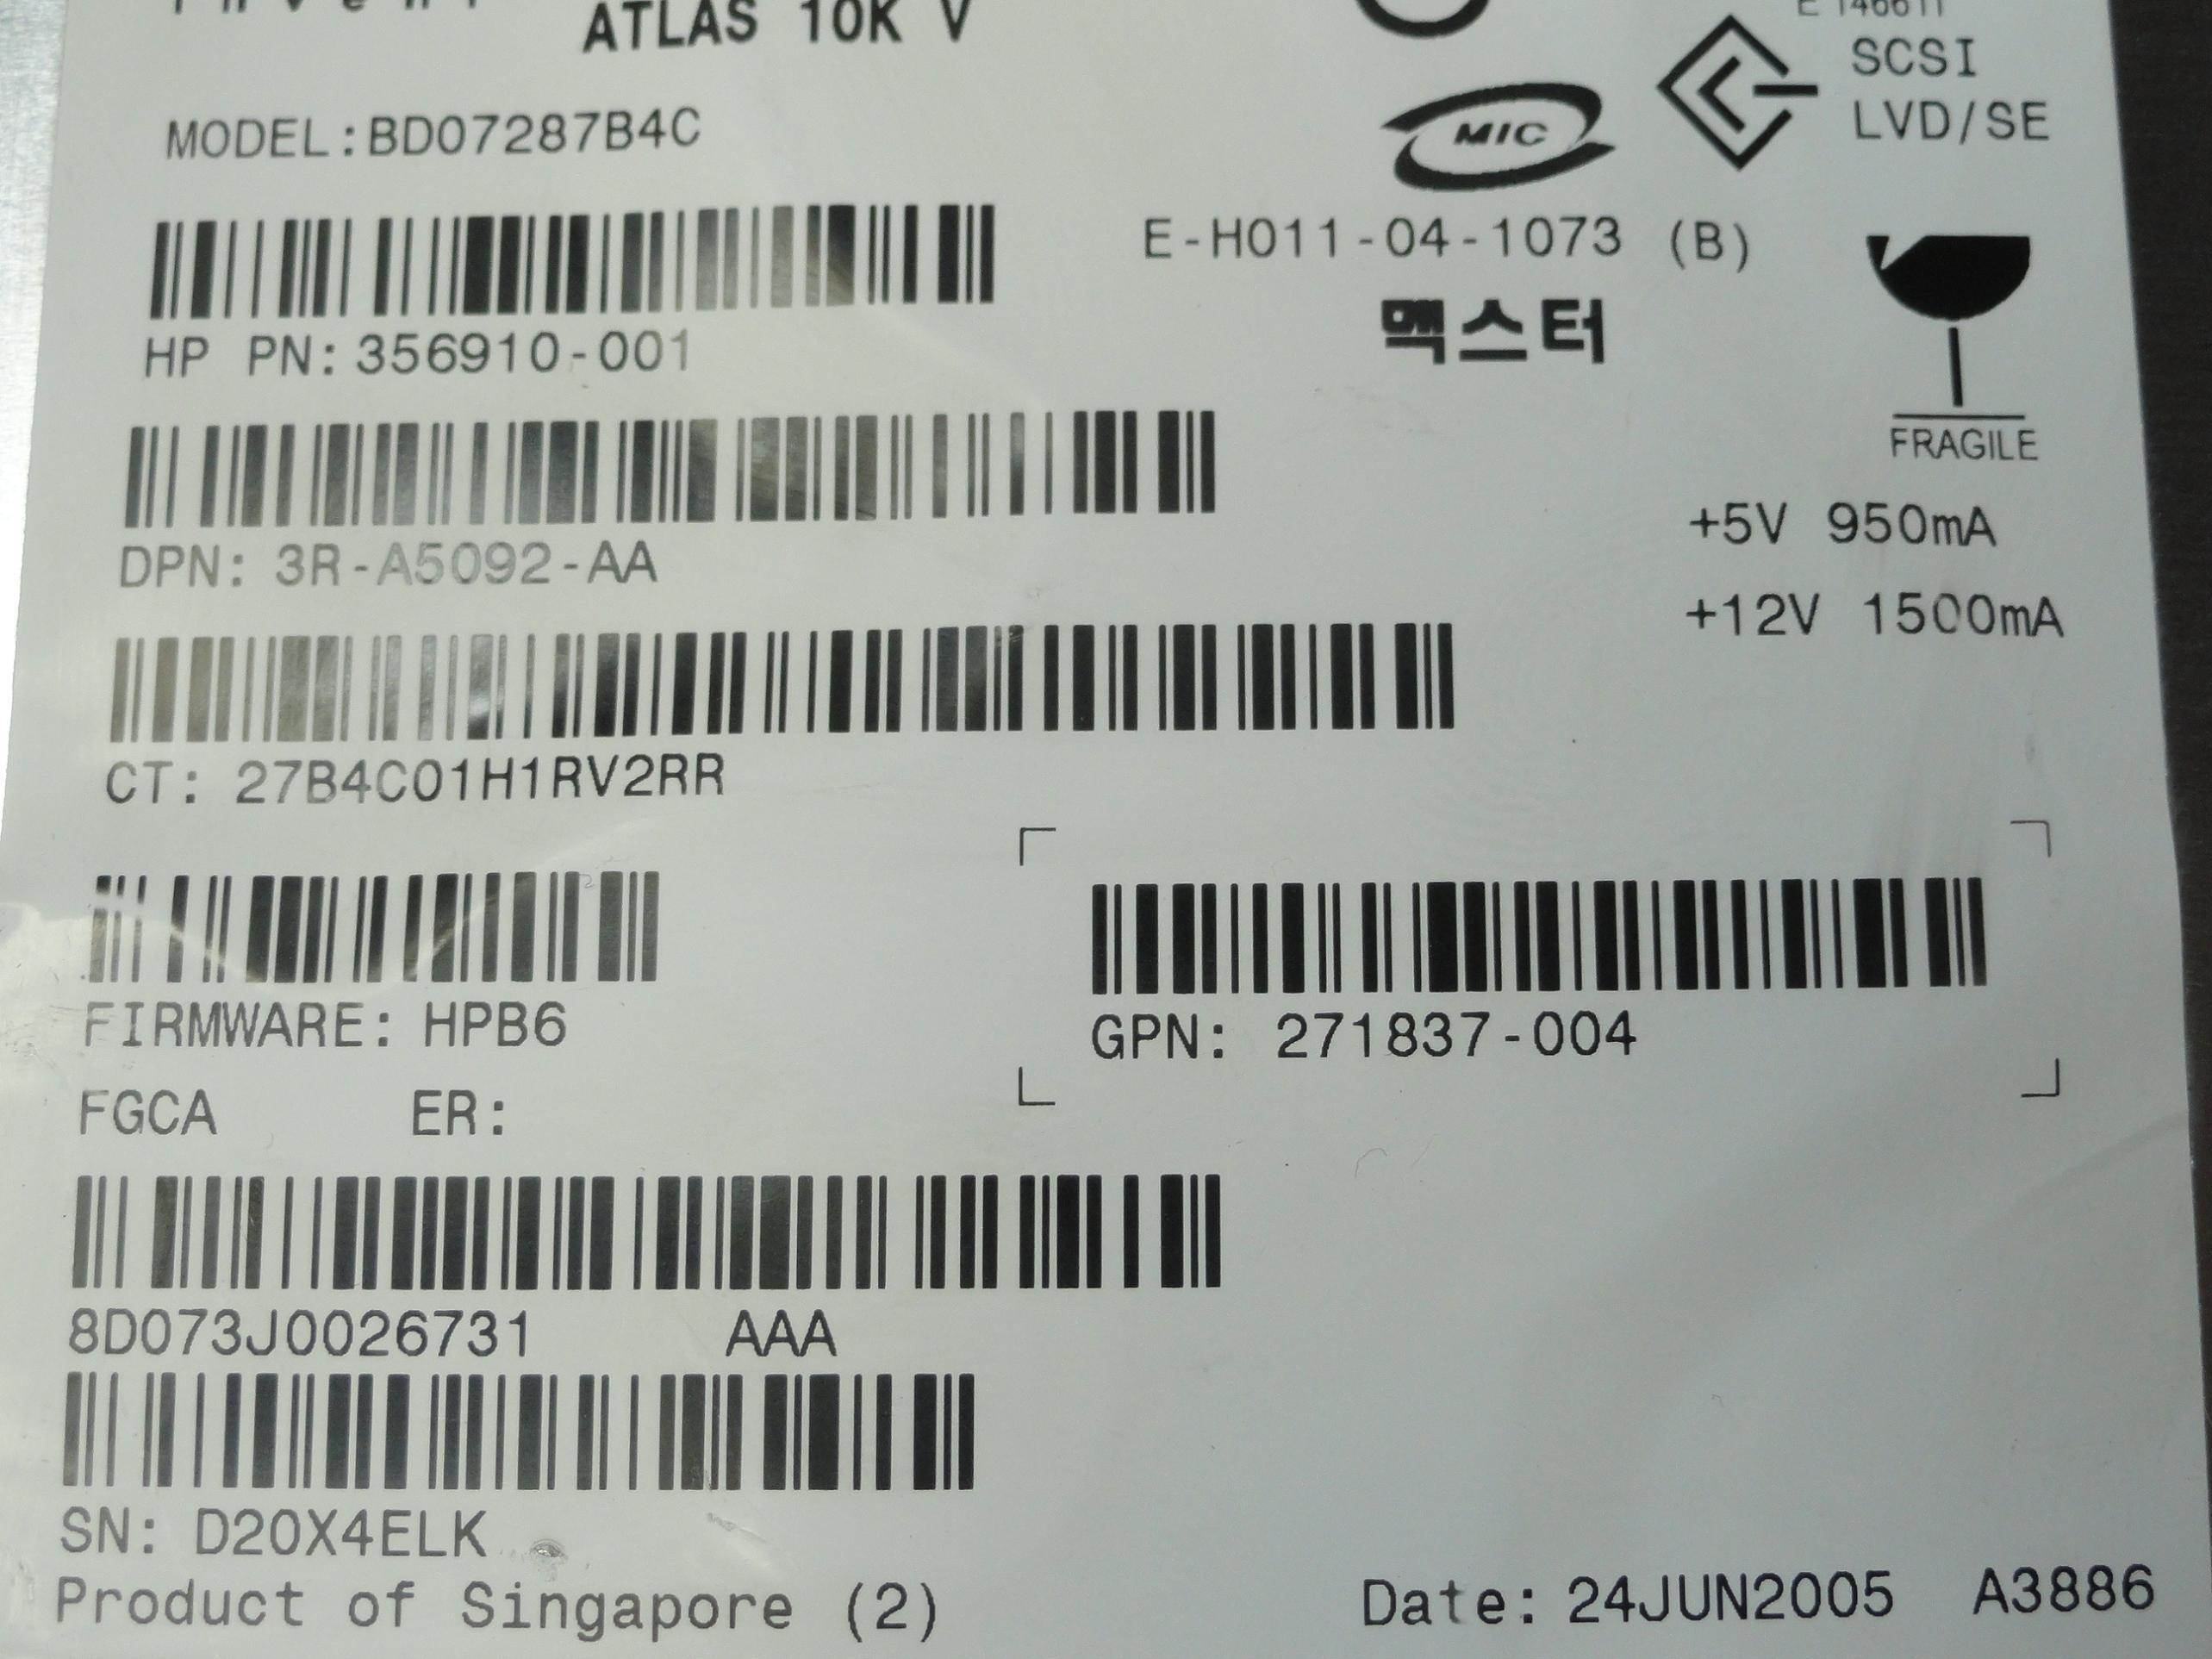 invent
ATLAS 10K V
E 146611
SCSI
LVD/SE
MODEL:BD07287B4C
MIC
E-H011-04-1073 (B)
HP PN:356910-001
맥스터
FRAGILE
+5V 950mA
DPN: 3R-A5092-AA
+12V 1500mA
CT: 27B4C01H1RV2RR
FIRMWARE: HPB6
GPN: 271837-004
FGCA ER:
8D073J0026731 AAA
SN: D20X4ELK
Product of Singapore (2)
Date: 24JUN2005 A3886